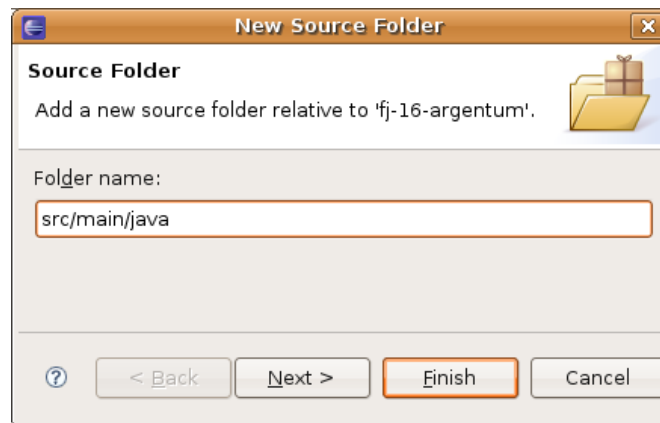 New Source Folder
Source Folder
Add a new source folder relative to 'fj-16-argentum'.
Folder name:
src/main/java
< Back Next > Finish Cancel